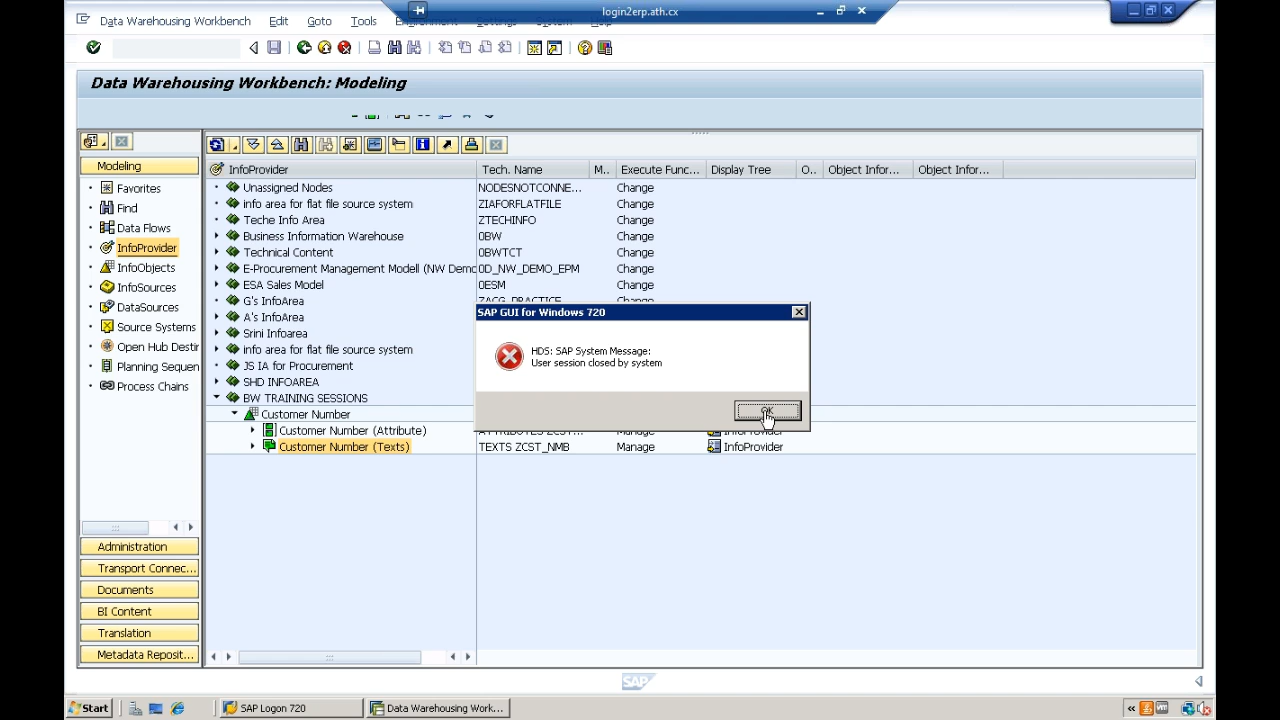 login2erp.ath.cx
Data Warehousing Workbench Edit Goto Tools
Data Warehousing Workbench: Modeling
Modeling
Favorites
Find
Data Flows
InfoProvider
InfoObjects
InfoSources
DataSources
Source Systems
Open Hub Destir
Planning Sequen
Process Chains
Administration
Transport Connec...
Documents
BI Content
Translation
Metadata Reposit...
InfoProvider Tech. Name M.. Execute Func... Display Tree O.. Object Infor... Object Infor...
Unassigned Nodes NODESNOTCONNE... Change
info area for flat file source system ZIAFORFLATFILE Change
Teche Info Area ZTECHINFO Change
Business Information Warehouse 0BW Change
Technical Content 0BWTCT Change
E-Procurement Management Modell (NW Demo 0D_NW_DEMO_EPM Change
ESA Sales Model 0ESM Change
G's InfoArea ZACG_PRACTICE Change
A's InfoArea
Srini Infoarea
info area for flat file source system
JS IA for Procurement
SHD INFOAREA
BW TRAINING SESSIONS
Customer Number
Customer Number (Attribute) InfoProvider
Customer Number (Texts) TEXTS ZCST_NMB Manage InfoProvider
SAP GUI for Windows 720
HDS: SAP System Message:
User session closed by system
OK
SAP
Start
SAP Logon 720
Data Warehousing Work...